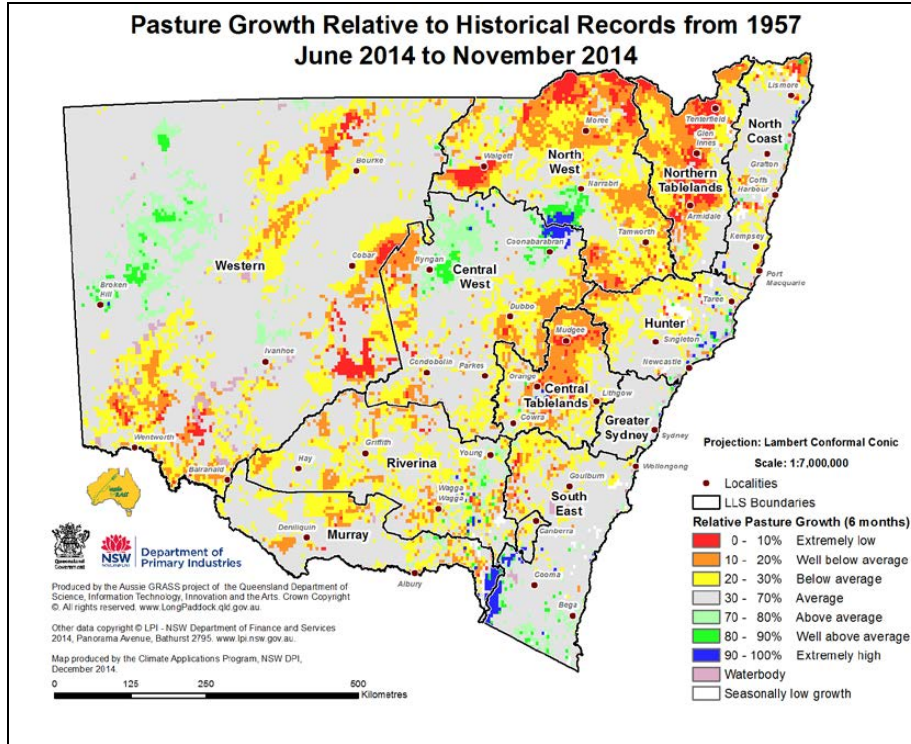 Pasture Growth Relative to Historical Records from 1957
June 2014 to November 2014
Lismore
Tenterfield
North
Coast
Moree
Glen
Innes
Bourke
Walgett
North
West
Northern
Tablelands
Grafton
Coffs
Harbour
Narrabri
Armidale
Coonabarabran
Tamworth
Kempsey
Western
Cobar
Nyngan
Central
West
Port
Macquarie
Broken
Hill
Dubbo
Taree
Hunter
Mudgee
Singleton
Ivanhoe
Newcastle
Condobolin
Parkes
Orange
Central
Tablelands
Lithgow
Cowra
Greater
Sydney
Sydney
Wentworth
Griffith
Hay
Riverina
Young
Balranald
Goulburn
Wollongong
Wagga
Wagga
South
East
Deniliquin
Murray
Canberra
Albury
Cooma
Bega
Projection: Lambert Conformal Conic
Scale: 1:7,000,000
Localities
LLS Boundaries
Relative Pasture Growth (6 months)
0 - 10% Extremely low
10 - 20% Well below average
20 - 30% Below average
30 - 70% Average
70 - 80% Above average
80 - 90% Well above average
90 - 100% Extremely high
Waterbody
Seasonally low growth
Queensland
Government
NSW
Department of
Primary Industries
Produced by the Aussie GRASS project of the Queensland Department of
Science, Information Technology, Innovation and the Arts. Crown Copyright
©. All rights reserved. www.LongPaddock.qld.gov.au.
Other data copyright © LPI - NSW Department of Finance and Services
2014, Panorama Avenue, Bathurst 2795. www.lpi.nsw.gov.au.
Map produced by the Climate Applications Program, NSW DPI,
December 2014.
0 125 250 500
Kilometres